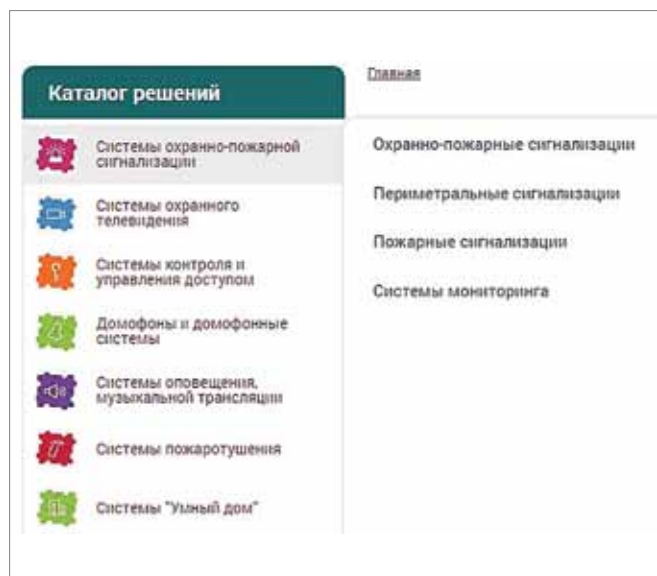 Каталог решений
Главная
Системы охранно-пожарной
сигнализации
Системы охранного
телевидения
Системы контроля и
управления доступом
Домофоны и домофонные
системы
Системы оповещения,
музыкальной трансляции
Системы пожаротушения
Системы "Умный дом"
Охранно-пожарные сигнализации
Периметральные сигнализации
Пожарные сигнализации
Системы мониторинга